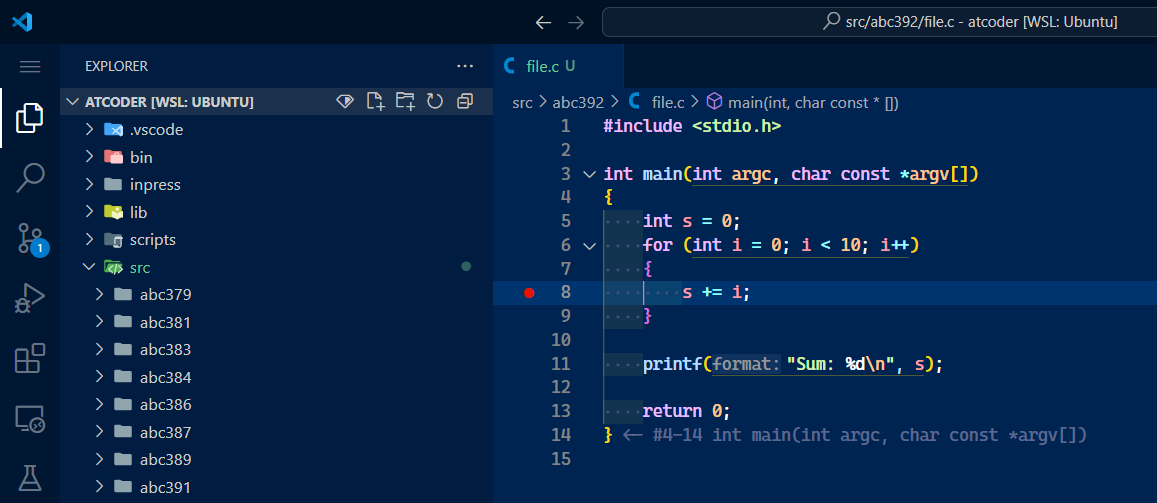 src/abc392/file.c - atcoder [WSL: Ubuntu]
EXPLORER
ATCODER [WSL: UBUNTU]
.vscode
bin
inpress
lib
scripts
src
abc379
abc381
abc383
abc384
abc386
abc387
abc389
abc391
1
file.c U
src > abc392 > C file.c > main(int, char const * [])
1 #include <stdio.h>
2
3 int main(int argc, char const *argv[])
4 {
5 int s = 0;
6 for (int i = 0; i < 10; i++)
7 {
8 s += i;
9 }
10
11 printf(format: "Sum: %d\n", s);
12
13 return 0;
14 } <- #4-14 int main(int argc, char const *argv[])
15